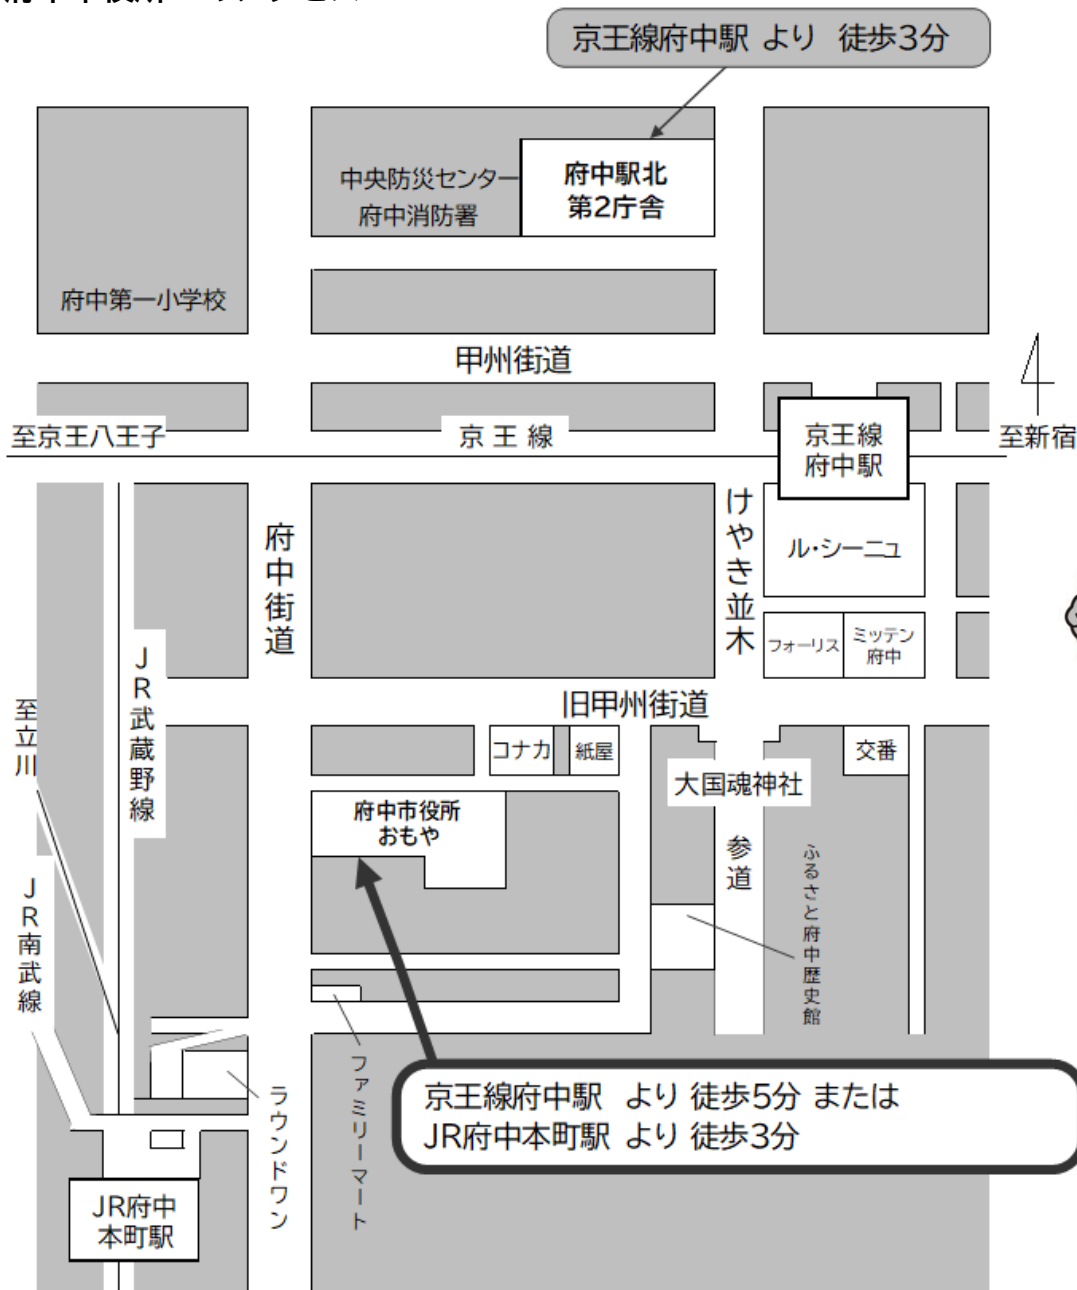 京王線府中駅 より 徒歩3分
中央防災センター
府中消防署
府中駅北
第2庁舎
府中第一小学校
甲州街道
至京王八王子
京王線
京王線
府中駅
至新宿
府中街道
けやき並木
ル・シーニュ
フォーリス
ミッテン
府中
JR武蔵野線
至立川
旧甲州街道
コナカ
紙屋
大国魂神社
交番
府中市役所
おもや
参道
ふるさと府中歴史館
JR南武線
ファミリーマート
ラウンドワン
京王線府中駅 より 徒歩5分 または
JR府中本町駅 より 徒歩3分
JR府中
本町駅